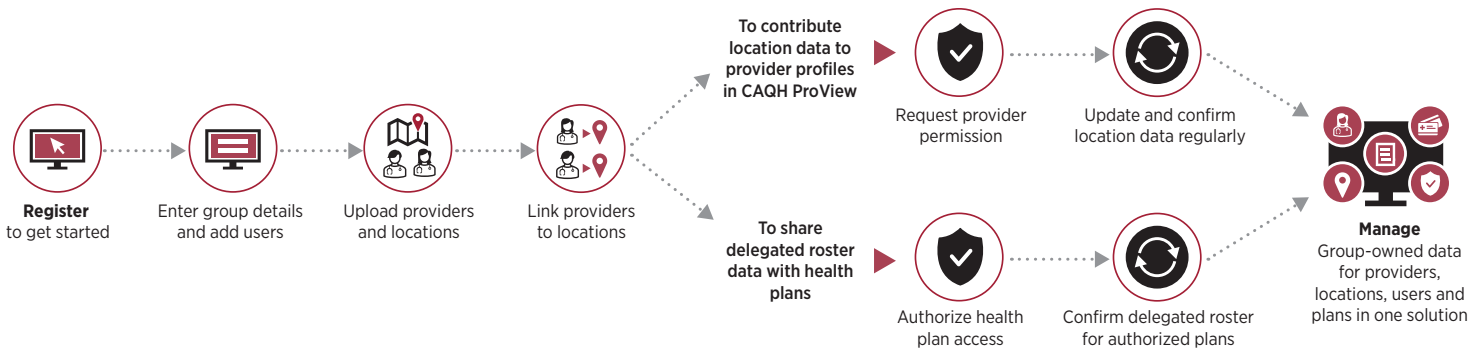 Register
to get started
Enter group details
and add users
Upload providers
and locations
Link providers
to locations
To contribute
location data to
provider profiles
in CAQH ProView
Request provider
permission
Update and confirm
location data regularly
To share
delegated roster
data with health
plans
Authorize health
plan access
Confirm delegated roster
for authorized plans
Manage
Group-owned data
for providers,
locations, users and
plans in one solution